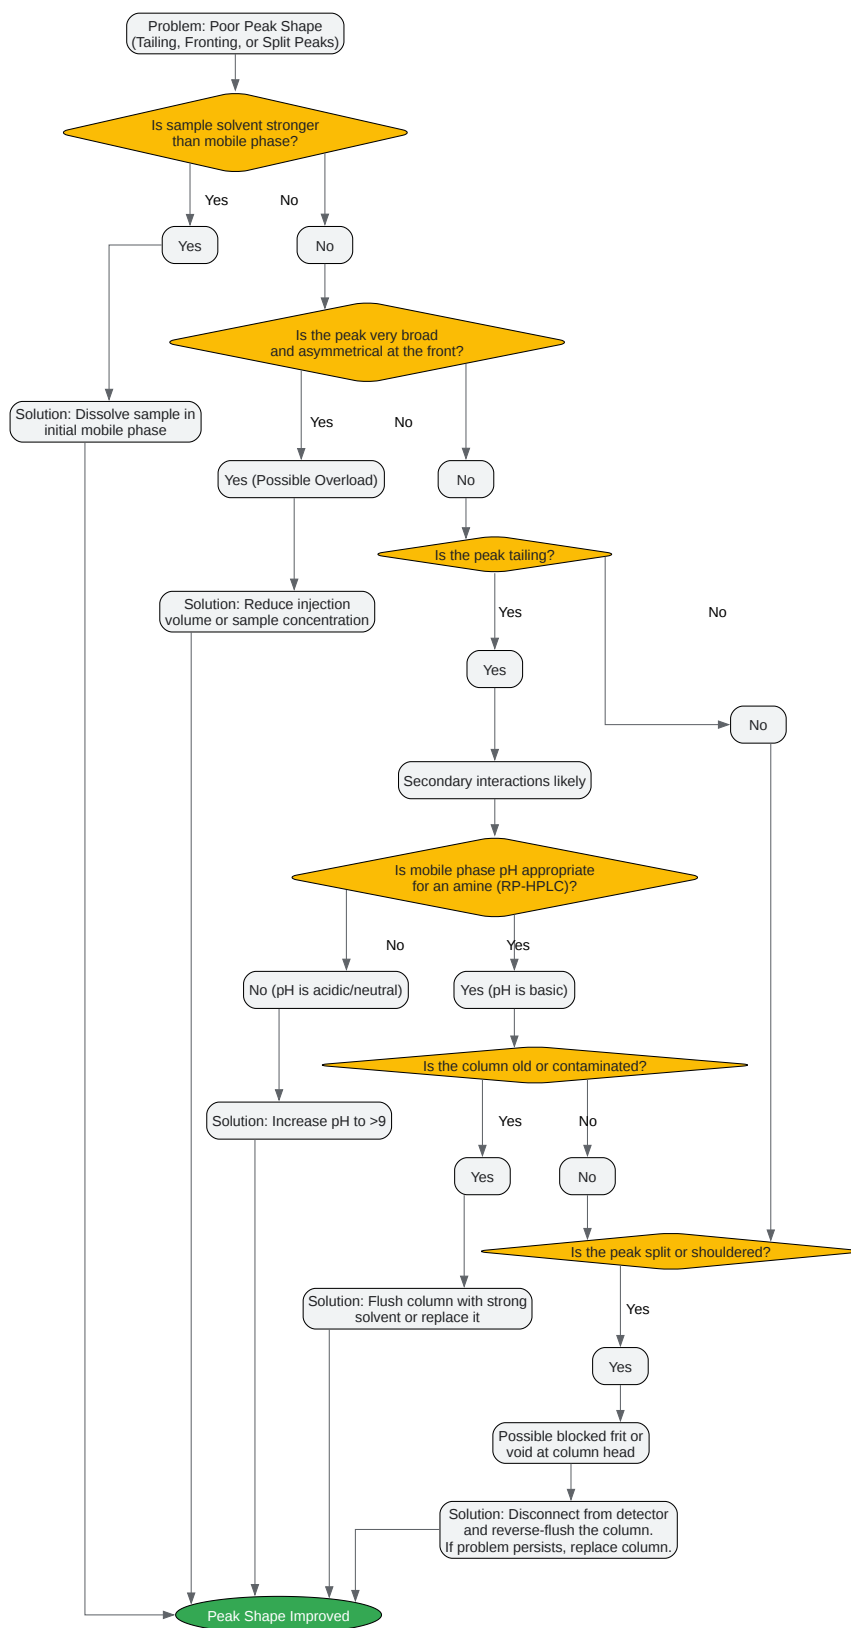 Problem: Poor Peak Shape
(Tailing, Fronting, or Split Peaks)
Is sample solvent stronger
than mobile phase?
Yes
No
Yes
No
Is the peak very broad
and asymmetrical at the front?
Solution: Dissolve sample in
initial mobile phase
Yes
No
Yes (Possible Overload)
No
Is the peak tailing?
Solution: Reduce injection
volume or sample concentration
Yes
No
Yes
No
Secondary interactions likely
Is mobile phase pH appropriate
for an amine (RP-HPLC)?
No
Yes
No (pH is acidic/neutral)
Yes (pH is basic)
Is the column old or contaminated?
Solution: Increase pH to >9
Yes
No
Yes
No
Is the peak split or shouldered?
Solution: Flush column with strong
solvent or replace it
Yes
Yes
Possible blocked frit or
void at column head
Solution: Disconnect from detector
and reverse-flush the column.
If problem persists, replace column.
Peak Shape Improved